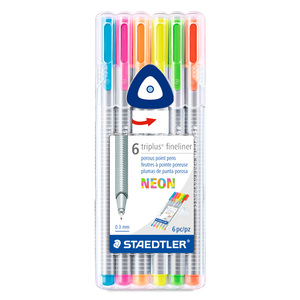 6 triplus® fineliner
porous point pens
feutres à pointe poreuse
plumas de punta porosa
NEON
0.3 mm
6 pc/pz
STAEDTLER®